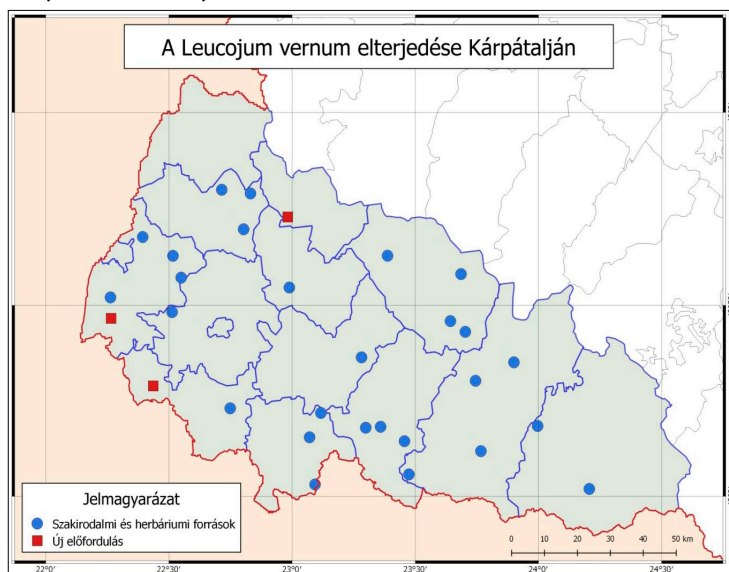 A Leucojum vernum elterjedése Kárpátalján
Jelmagyarázat
Szakirodalmi és herbáriumi források
Új előfordulás
0 10 20 30 40 50 km
22°0' 22°30' 23°0' 23°30' 24°0' 24°30'